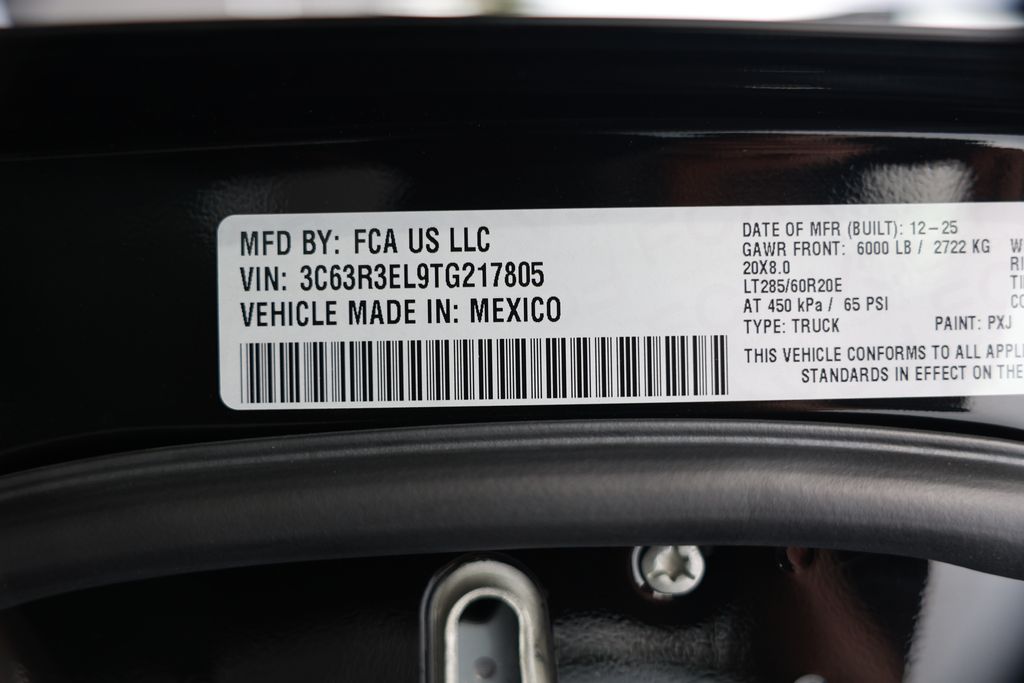 MFD BY: FCA US LLC
VIN: 3C63R3EL9TG217805
VEHICLE MADE IN: MEXICO
DATE OF MFR (BUILT): 12-25
GAWR FRONT: 6000 LB / 2722 KG
20X8.0
LT285/60R20E
AT 450 kPa / 65 PSI
TYPE: TRUCK PAINT: PXJ
THIS VEHICLE CONFORMS TO ALL
STANDARDS IN EFFECT ON THE